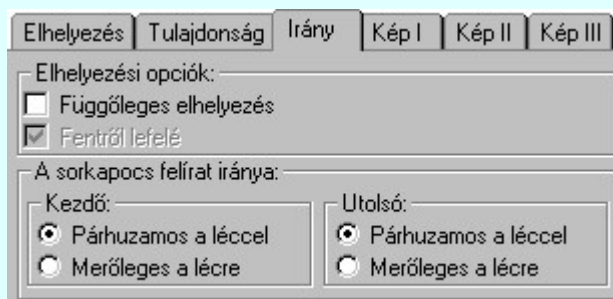 Elhelyezés Tulajdonság Irány Kép I Kép II Kép III
Elhelyezési opciók:
Függőleges elhelyezés
Fentről lefelé
A sorkapocs felírat iránya:
Kezdő: Utolsó:
Párhuzamos a léccel Párhuzamos a léccel
Merőleges a lécre Merőleges a lécre